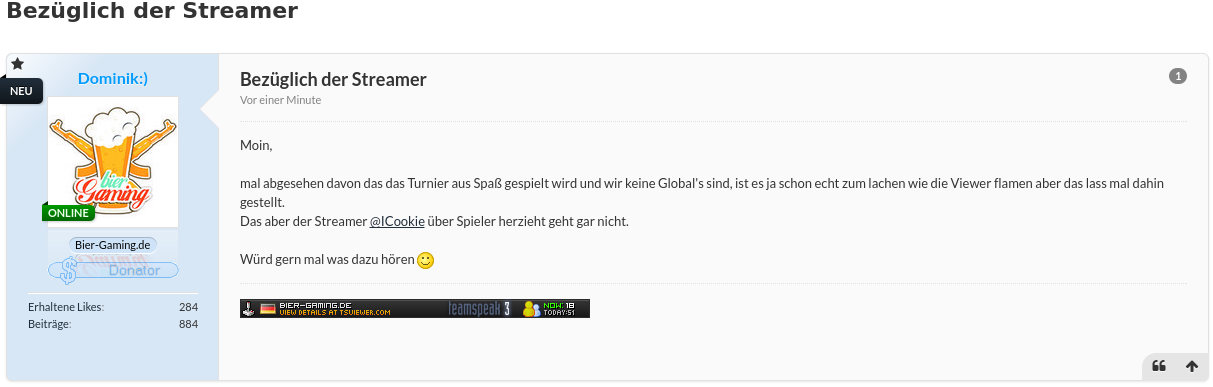 Bezüglich der Streamer
Dominik:)
NEU
bier
Gaming
ONLINE
Bier-Gaming.de
Donator
Erhaltene Likes: 284
Beiträge: 884
Bezüglich der Streamer
1
Vor einer Minute
Moin,
mal abgesehen davon das das Turnier aus Spaß gespielt wird und wir keine Global's sind, ist es ja schon echt zum lachen wie die Viewer flamen aber das lass mal dahin
gestellt.
Das aber der Streamer @ICookie über Spieler herzieht geht gar nicht.
Würd gern mal was dazu hören
BIER-GAMING.DE
VIEW DETAILS AT TSVIEWER.COM
teamspeak 3
NOW: 18
TODAY:51